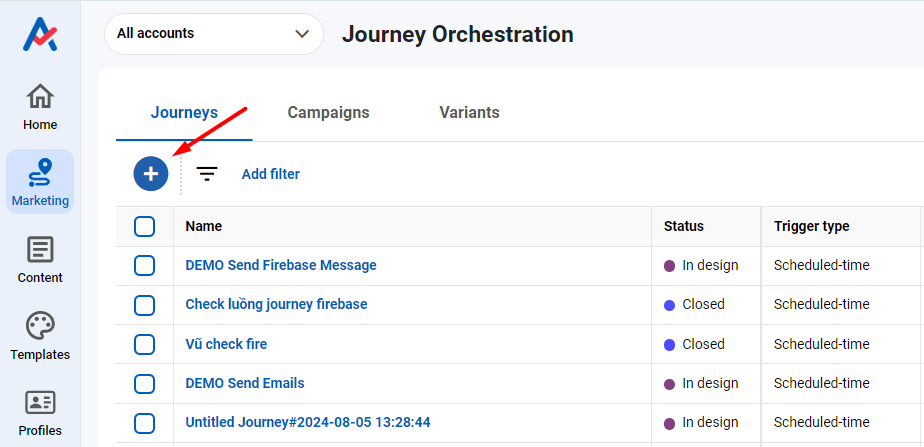 All accounts
Journey Orchestration
Home
Marketing
Content
Templates
Profiles
Journeys Campaigns Variants
Add filter
Name Status Trigger type
DEMO Send Firebase Message In design Scheduled-time
Check luồng journey firebase Closed Scheduled-time
Vũ check fire Closed Scheduled-time
DEMO Send Emails In design Scheduled-time
Untitled Journey#2024-08-05 13:28:44 In design Scheduled-time